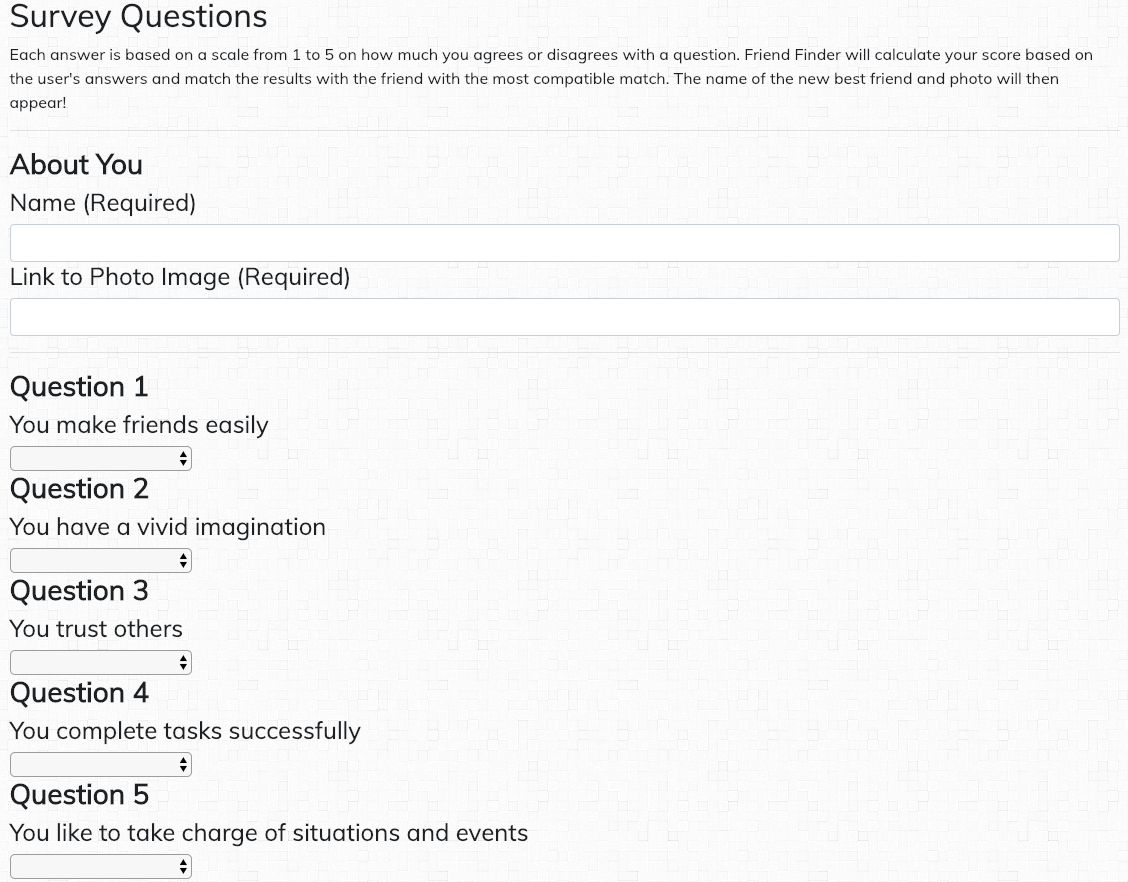 Survey Questions
Each answer is based on a scale from 1 to 5 on how much you agrees or disagrees with a question. Friend Finder will calculate your score based on
the user's answers and match the results with the friend with the most compatible match. The name of the new best friend and photo will then
appear!
About You
Name (Required)
Link to Photo Image (Required)
Question 1
You make friends easily
Question 2
You have a vivid imagination
Question 3
You trust others
Question 4
You complete tasks successfully
Question 5
You like to take charge of situations and events